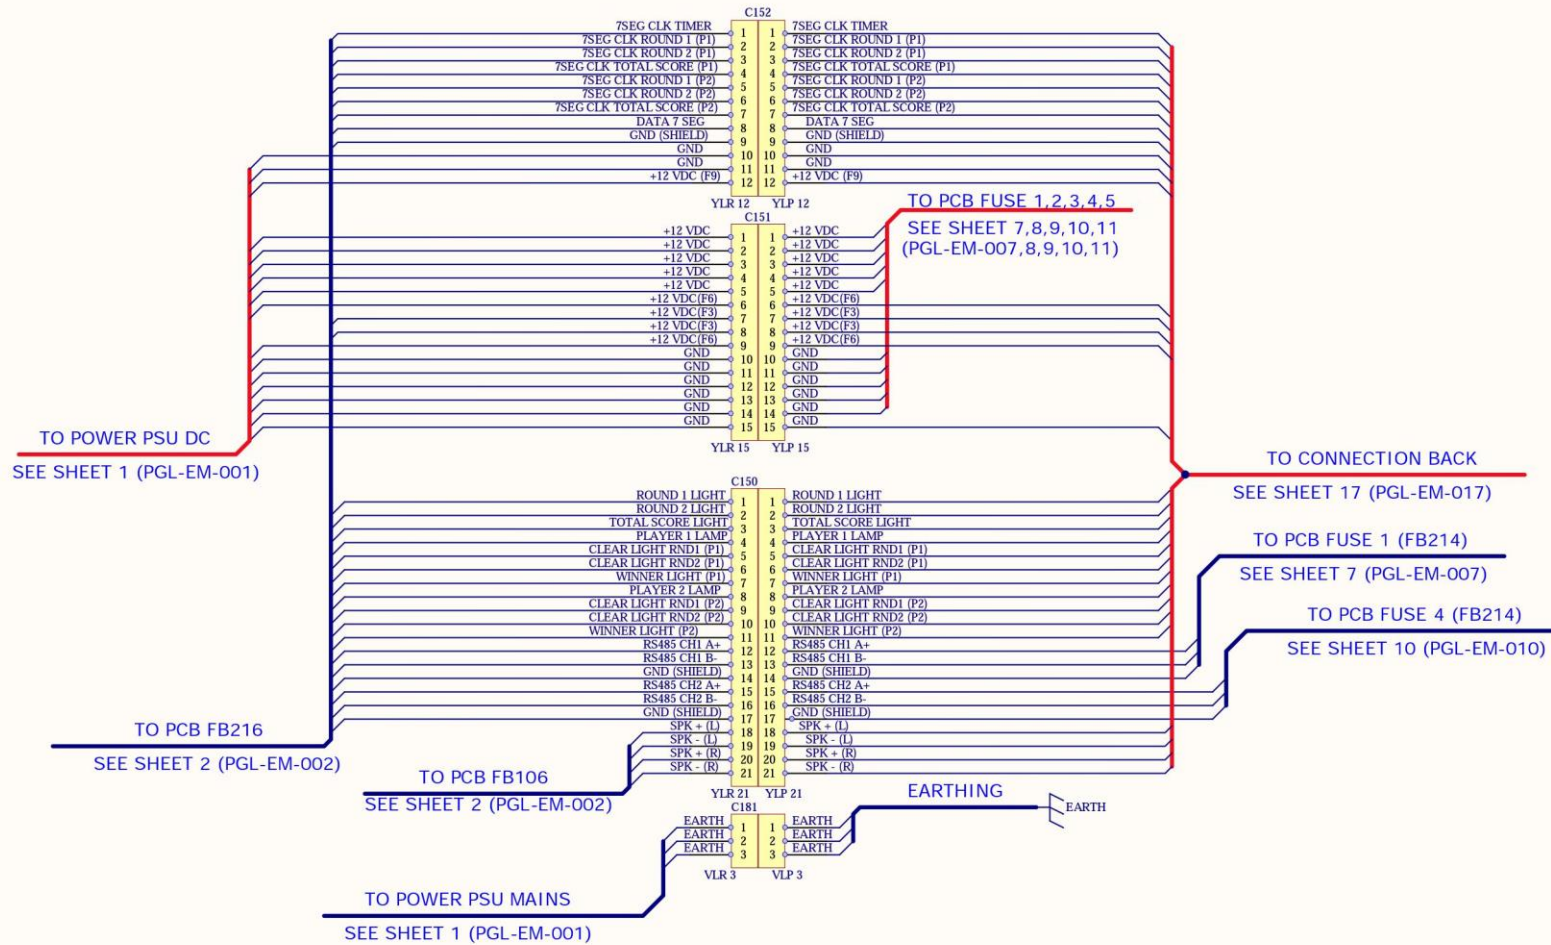 C152
7SEG CLK TIMER 1 1 7SEG CLK TIMER
7SEG CLK ROUND 1 (P1) 2 2 7SEG CLK ROUND 1 (P1)
7SEG CLK ROUND 2 (P1) 3 3 7SEG CLK ROUND 2 (P1)
7SEG CLK TOTAL SCORE (P1) 4 4 7SEG CLK TOTAL SCORE (P1)
7SEG CLK ROUND 1 (P2) 5 5 7SEG CLK ROUND 1 (P2)
7SEG CLK ROUND 2 (P2) 6 6 7SEG CLK ROUND 2 (P2)
7SEG CLK TOTAL SCORE (P2) 7 7 7SEG CLK TOTAL SCORE (P2)
DATA 7 SEG 8 8 DATA 7 SEG
GND (SHIELD) 9 9 GND (SHIELD)
GND 10 10 GND
GND 11 11 GND
+12 VDC (F9) 12 12 +12 VDC (F9)
YLR 12 YLP 12
C151
+12 VDC 1 1 +12 VDC
+12 VDC 2 2 +12 VDC
+12 VDC 3 3 +12 VDC
+12 VDC 4 4 +12 VDC
+12 VDC 5 5 +12 VDC
+12 VDC(F6) 6 6 +12 VDC(F6)
+12 VDC(F3) 7 7 +12 VDC(F3)
+12 VDC(F3) 8 8 +12 VDC(F3)
+12 VDC(F6) 9 9 +12 VDC(F6)
GND 10 10 GND
GND 11 11 GND
GND 12 12 GND
GND 13 13 GND
GND 14 14 GND
GND 15 15 GND
YLR 15 YLP 15
TO PCB FUSE 1,2,3,4,5
SEE SHEET 7,8,9,10,11
(PGL-EM-007,8,9,10,11)
TO POWER PSU DC
SEE SHEET 1 (PGL-EM-001)
TO CONNECTION BACK
SEE SHEET 17 (PGL-EM-017)
C150
ROUND 1 LIGHT 1 1 ROUND 1 LIGHT
ROUND 2 LIGHT 2 2 ROUND 2 LIGHT
TOTAL SCORE LIGHT 3 3 TOTAL SCORE LIGHT
PLAYER 1 LAMP 4 4 PLAYER 1 LAMP
CLEAR LIGHT RND1 (P1) 5 5 CLEAR LIGHT RND1 (P1)
CLEAR LIGHT RND2 (P1) 6 6 CLEAR LIGHT RND2 (P1)
WINNER LIGHT (P1) 7 7 WINNER LIGHT (P1)
PLAYER 2 LAMP 8 8 PLAYER 2 LAMP
CLEAR LIGHT RND1 (P2) 9 9 CLEAR LIGHT RND1 (P2)
CLEAR LIGHT RND2 (P2) 10 10 CLEAR LIGHT RND2 (P2)
WINNER LIGHT (P2) 11 11 WINNER LIGHT (P2)
RS485 CH1 A+ 12 12 RS485 CH1 A+
RS485 CH1 B- 13 13 RS485 CH1 B-
GND (SHIELD) 14 14 GND (SHIELD)
RS485 CH2 A+ 15 15 RS485 CH2 A+
RS485 CH2 B- 16 16 RS485 CH2 B-
GND (SHIELD) 17 17 GND (SHIELD)
SPK + (L) 18 18 SPK + (L)
SPK - (L) 19 19 SPK - (L)
SPK + (R) 20 20 SPK + (R)
SPK - (R) 21 21 SPK - (R)
YLR 21 YLP 21
TO PCB FUSE 1 (FB214)
SEE SHEET 7 (PGL-EM-007)
TO PCB FUSE 4 (FB214)
SEE SHEET 10 (PGL-EM-010)
TO PCB FB216
SEE SHEET 2 (PGL-EM-002)
TO PCB FB106
SEE SHEET 2 (PGL-EM-002)
C181
EARTH 1 1 EARTH
EARTH 2 2 EARTH
EARTH 3 3 EARTH
VLR 3 VLP 3
EARTHING
EARTH
TO POWER PSU MAINS
SEE SHEET 1 (PGL-EM-001)